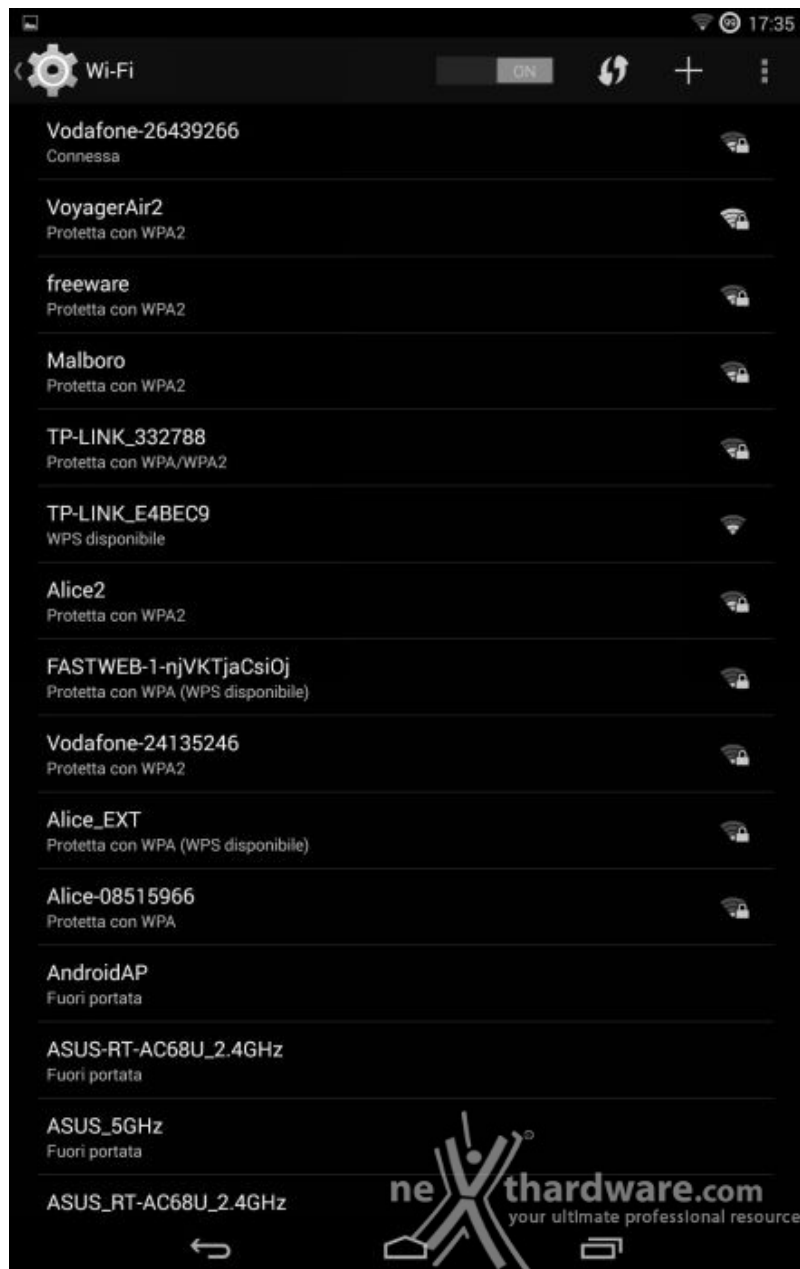 99 17:35
Wi-Fi ON
Vodafone-26439266
Connessa
VoyagerAir2
Protetta con WPA2
freeware
Protetta con WPA2
Malboro
Protetta con WPA2
TP-LINK_332788
Protetta con WPA/WPA2
TP-LINK_E4BEC9
WPS disponibile
Alice2
Protetta con WPA2
FASTWEB-1-njVKTjaCsiOj
Protetta con WPA (WPS disponibile)
Vodafone-24135246
Protetta con WPA2
Alice_EXT
Protetta con WPA (WPS disponibile)
Alice-08515966
Protetta con WPA
AndroidAP
Fuori portata
ASUS-RT-AC68U_2.4GHz
Fuori portata
ASUS_5GHz
Fuori portata
ASUS_RT-AC68U_2.4GHz
nexthardware.com
your ultimate professional resource